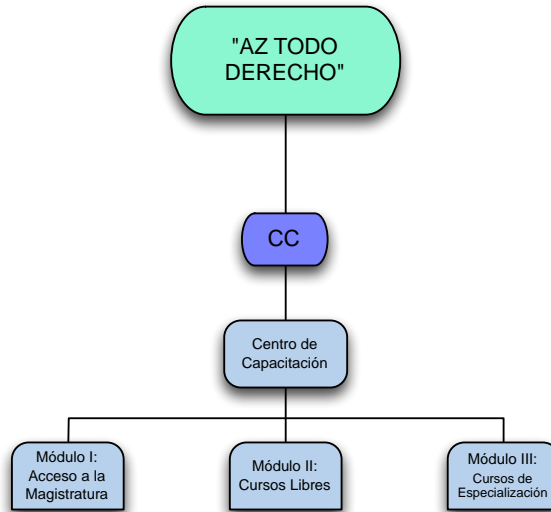 "AZ TODO
DERECHO"
CC
Centro de
Capacitación
Módulo I:
Acceso a la
Magistratura
Módulo II:
Cursos Libres
Módulo III:
Cursos de
Especialización